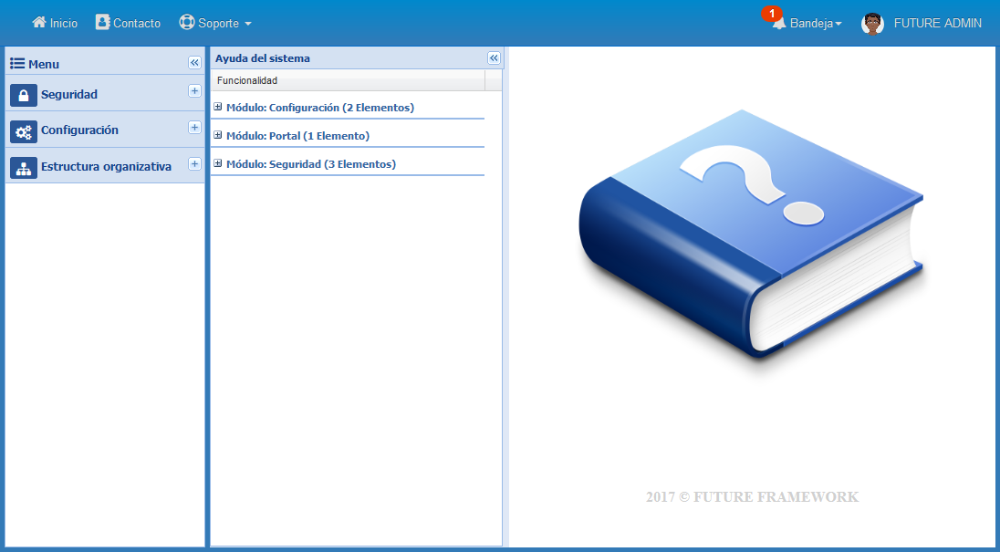 Inicio Contacto Soporte 1 Bandeja FUTURE ADMIN
Menu
Seguridad
Configuración
Estructura organizativa
Ayuda del sistema
Funcionalidad
Módulo: Configuración (2 Elementos)
Módulo: Portal (1 Elemento)
Módulo: Seguridad (3 Elementos)
?
2017 © FUTURE FRAMEWORK